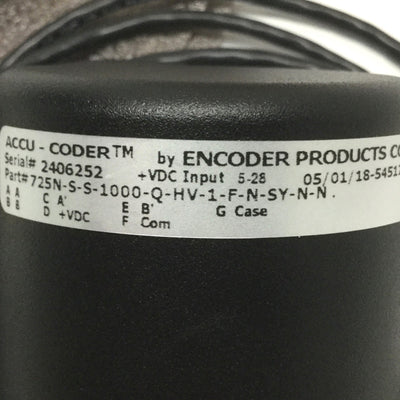 ACCU - CODER™ by ENCODER PRODUCTS CO
Serial# 2406252 +VDC Input 5-28 05/01/18-5451
Part# 725N-S-S-1000-Q-HV-1-F-N-SY-N-N .
A A C A' E B' G Case
B B D +VDC F Com